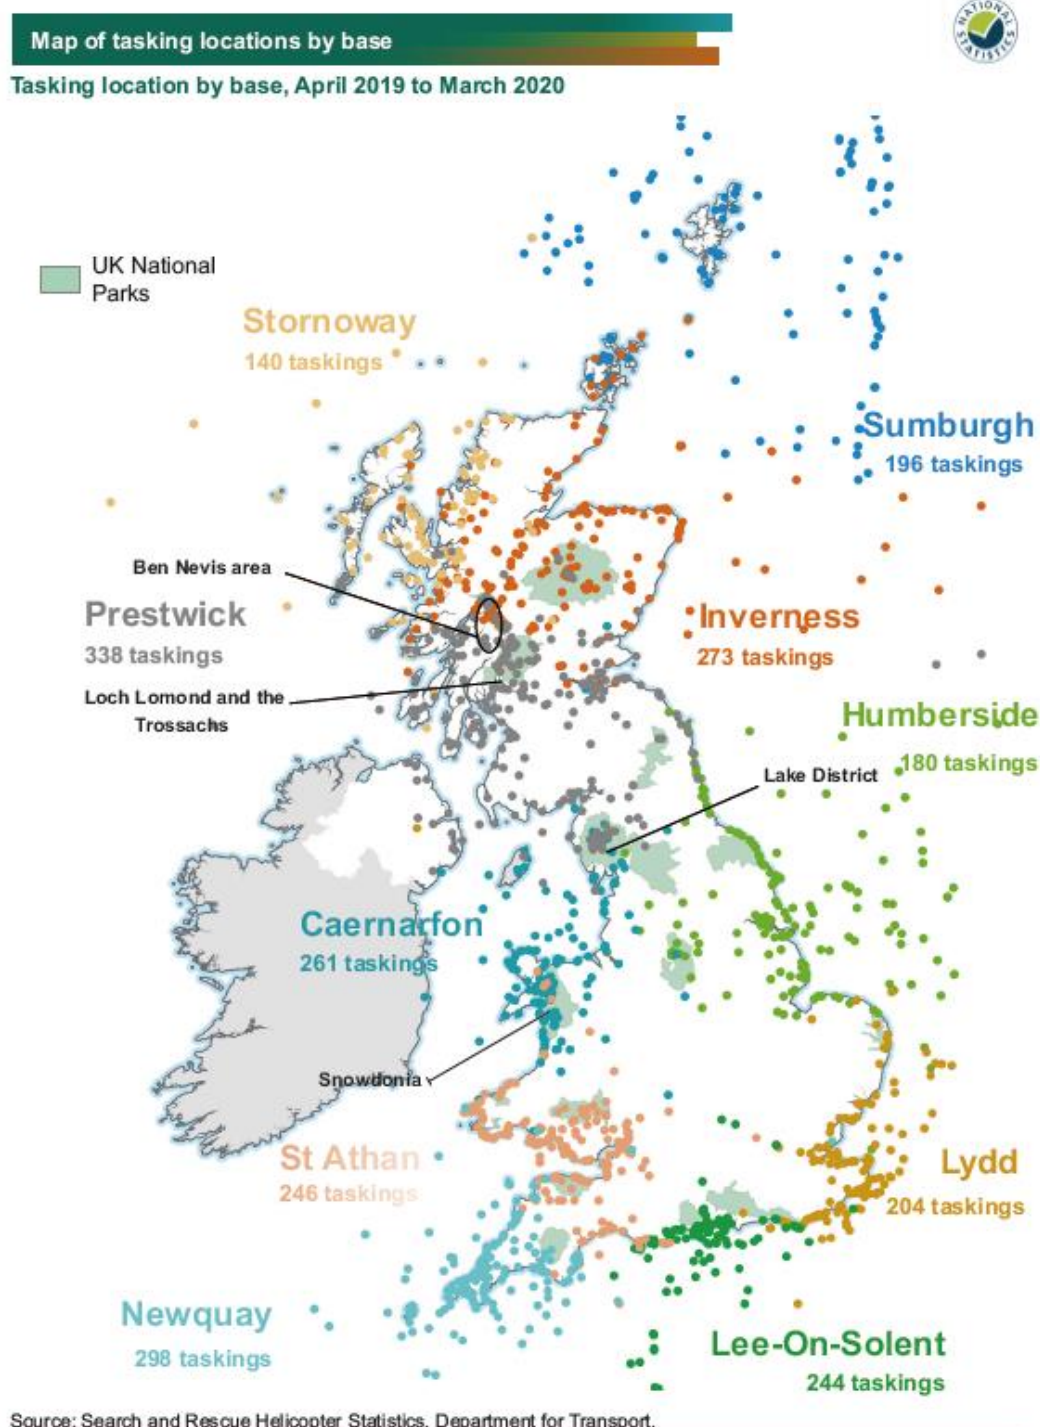 Map of tasking locations by base
NATIONAL
STATISTICS
Tasking location by base, April 2019 to March 2020
UK National
Parks
Stornoway
140 taskings
Sumburgh
196 taskings
Ben Nevis area
Prestwick
338 taskings
Inverness
273 taskings
Loch Lomond and the
Trossachs
Humberside
180 taskings
Lake District
Caernarfon
261 taskings
Snowdonia
St Athan
246 taskings
Lydd
204 taskings
Newquay
298 taskings
Lee-On-Solent
244 taskings
Source: Search and Rescue Helicopter Statistics, Department for Transport.